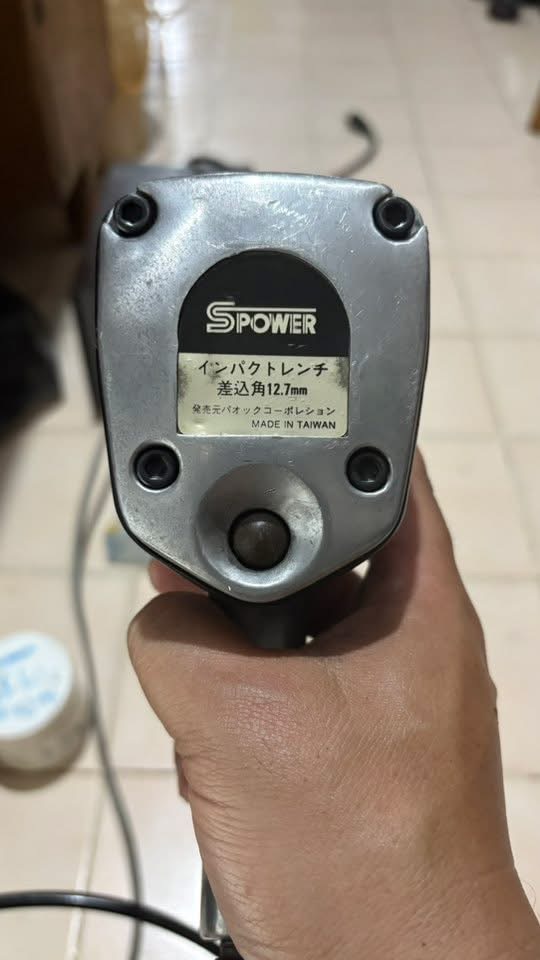 SPOWER
インパクトレンチ
差込角12.7mm
発売元パオックコーポレション
MADE IN TAIWAN